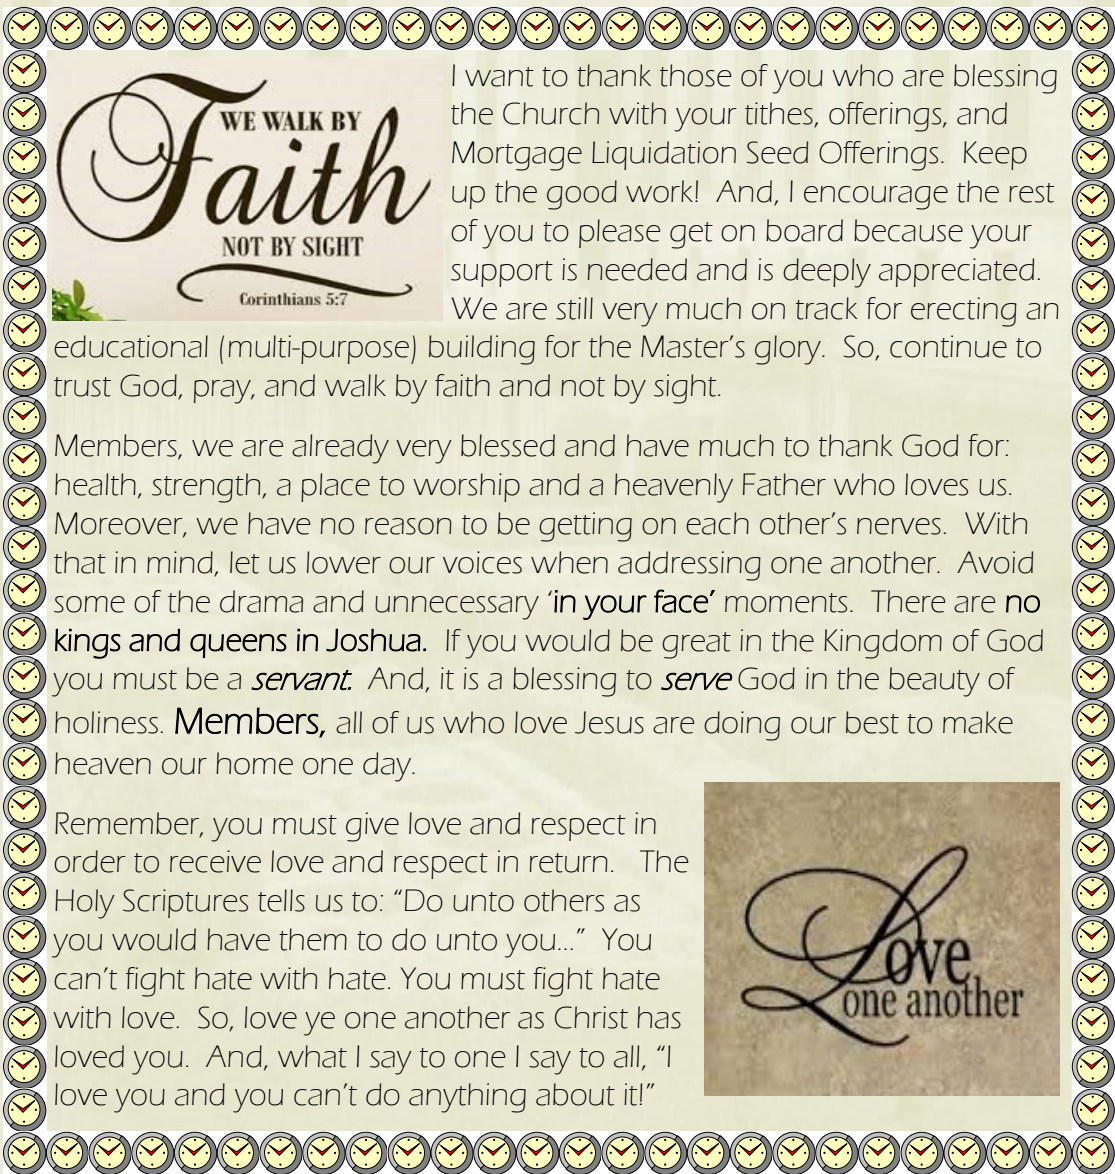 WE WALK BY
Faith
NOT BY SIGHT
Corinthians 5:7
I want to thank those of you who are blessing
the Church with your tithes, offerings, and
Mortgage Liquidation Seed Offerings.  Keep
up the good work!  And, I encourage the rest
of you to please get on board because your
support is needed and is deeply appreciated.
We are still very much on track for erecting an
educational (multi-purpose) building for the Master’s glory.  So, continue to
trust God, pray, and walk by faith and not by sight.
Members, we are already very blessed and have much to thank God for:
health, strength, a place to worship and a heavenly Father who loves us.
Moreover, we have no reason to be getting on each other’s nerves.  With
that in mind, let us lower our voices when addressing one another.  Avoid
some of the drama and unnecessary ‘in your face’ moments.  There are no
kings and queens in Joshua.  If you would be great in the Kingdom of God
you must be a servant.  And, it is a blessing to serve God in the beauty of
holiness. Members, all of us who love Jesus are doing our best to make
heaven our home one day.
Remember, you must give love and respect in
order to receive love and respect in return.   The
Holy Scriptures tells us to: “Do unto others as
you would have them to do unto you...”  You
can’t fight hate with hate. You must fight hate
with love.  So, love ye one another as Christ has
loved you.  And, what I say to one I say to all, “I
love you and you can’t do anything about it!”
Love
one another